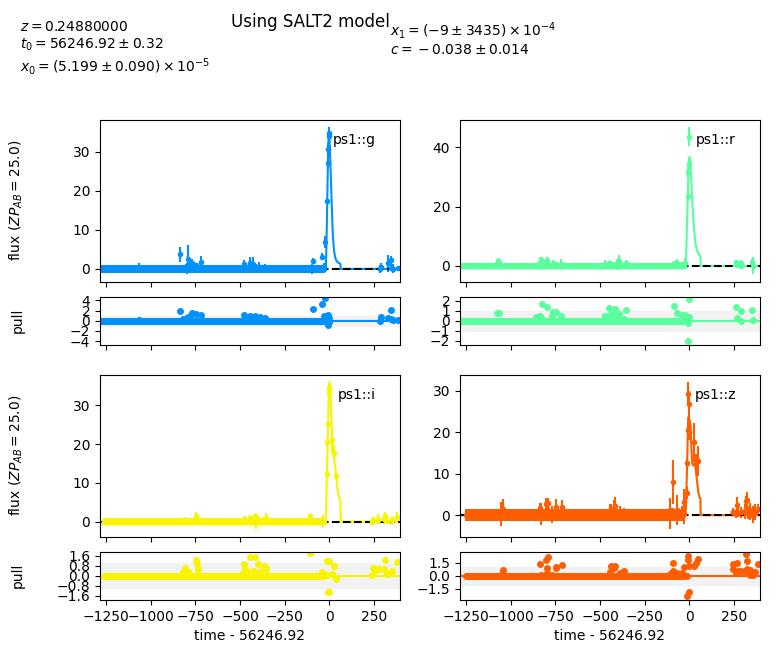 Using SALT2 model
z = 0.24880000
t₀ = 56246.92 ± 0.32
x₀ = (5.199 ± 0.090) × 10⁻⁵
x₁ = (−9 ± 3435) × 10⁻⁴
c = −0.038 ± 0.014
flux (ZP_AB = 25.0)
30
20
10
0
ps1::g
40
20
0
ps1::r
pull
4
2
1
0
−2
−4
2
1
0
−1
−2
flux (ZP_AB = 25.0)
30
20
10
0
ps1::i
30
20
10
0
ps1::z
pull
1.6
0.8
0.0
−0.8
−1.6
1.5
0.0
−1.5
−1250 −1000 −750 −500 −250 0 250
time - 56246.92
−1250 −1000 −750 −500 −250 0 250
time - 56246.92